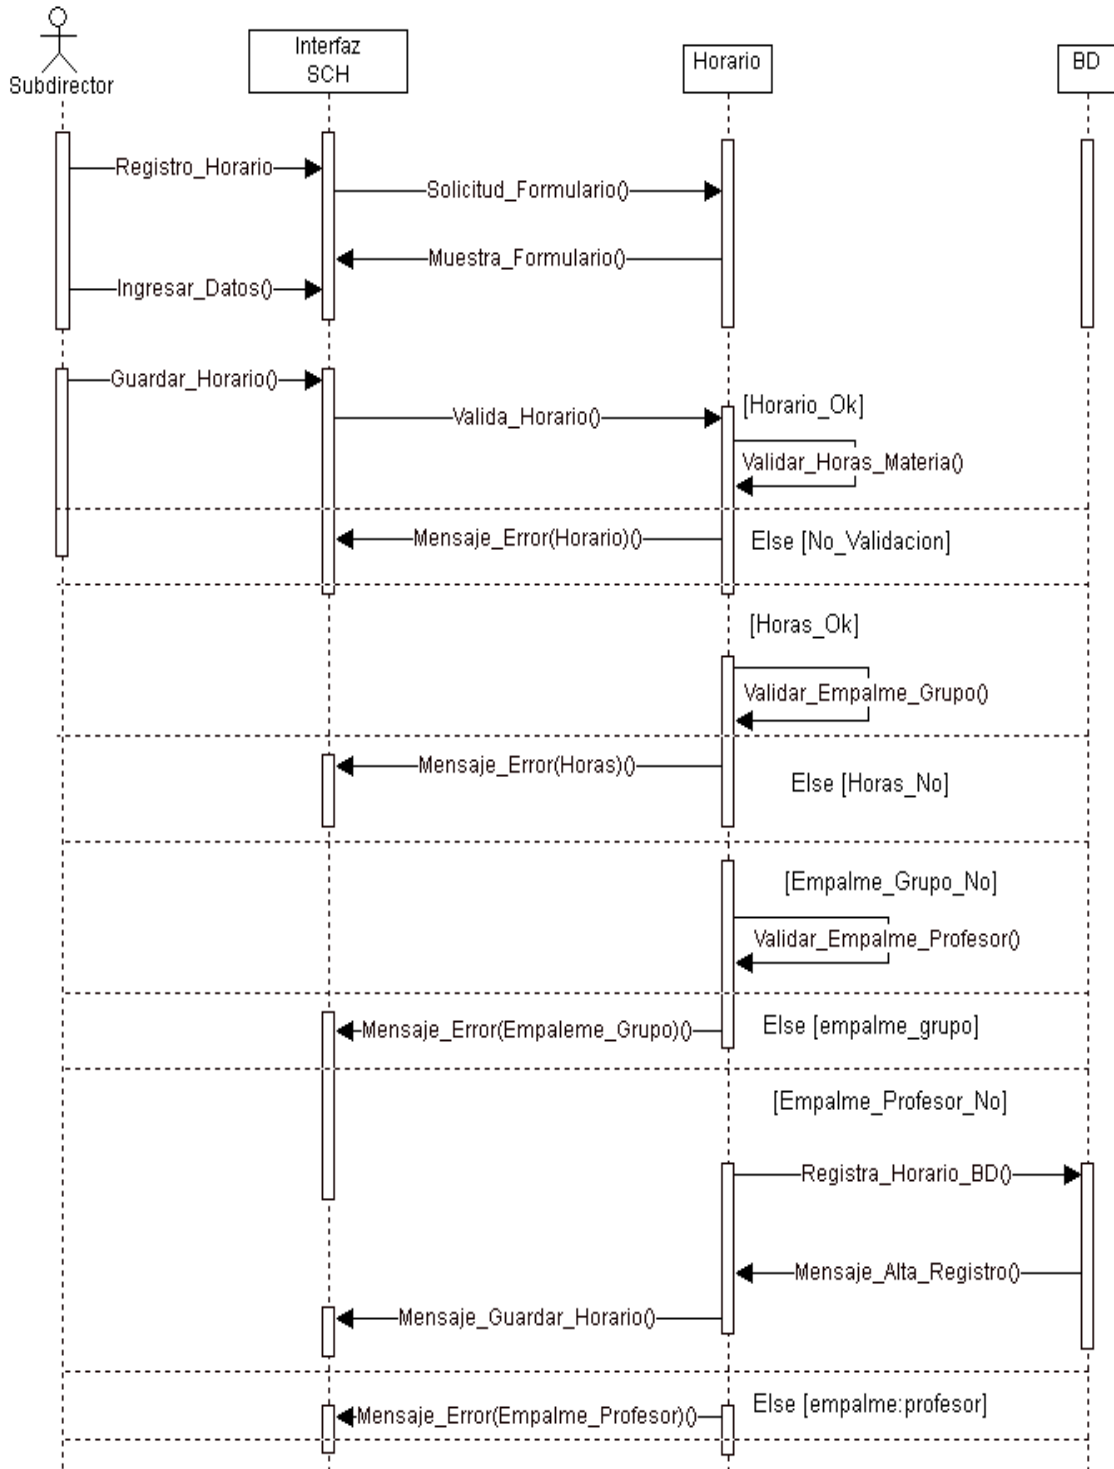 Subdirector
Interfaz
SCH
Horario
BD
Registro_Horario
Solicitud_Formulario()
Muestra_Formulario()
Ingresar_Datos()
Guardar_Horario()
Valida_Horario()
[Horario_Ok]
Validar_Horas_Materia()
Mensaje_Error(Horario)()
Else [No_Validacion]
[Horas_Ok]
Validar_Empalme_Grupo()
Mensaje_Error(Horas)()
Else [Horas_No]
[Empalme_Grupo_No]
Validar_Empalme_Profesor()
Mensaje_Error(Empaleme_Grupo)()
Else [empalme_grupo]
[Empalme_Profesor_No]
Registra_Horario_BD()
Mensaje_Alta_Registro()
Mensaje_Guardar_Horario()
Mensaje_Error(Empalme_Profesor)()
Else [empalme:profesor]